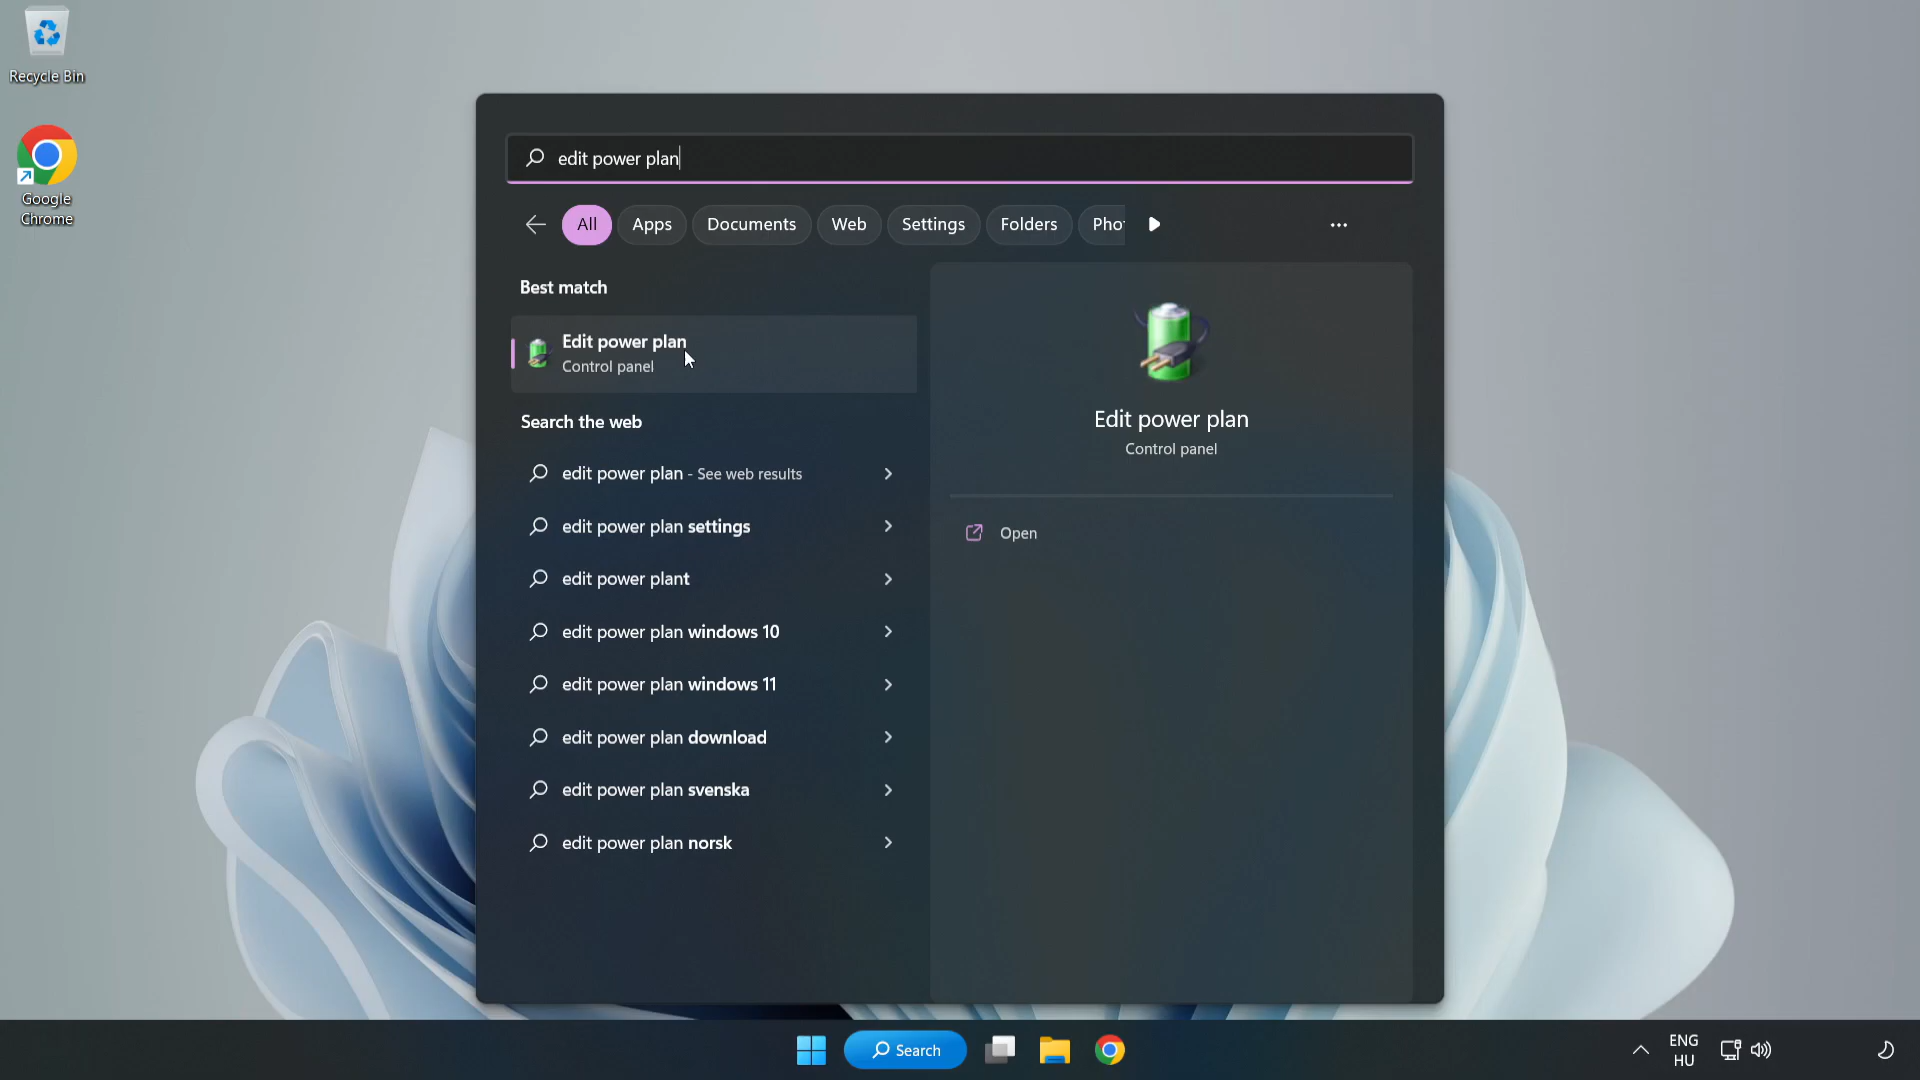 Recycle Bin
Google
Chrome
edit power plan
All
Apps
Documents
Web
Settings
Folders
Pho
Best match
Edit power plan
Control panel
Search the web
edit power plan - See web results
edit power plan settings
edit power plant
edit power plan windows 10
edit power plan windows 11
edit power plan download
edit power plan svenska
edit power plan norsk
Edit power plan
Control panel
Open
Search
ENG
HU